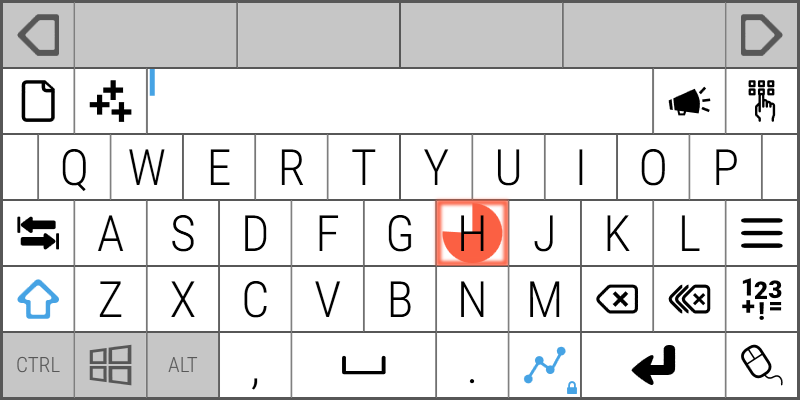 Q W E R T Y U I O P
A S D F G H J K L
Z X C V B N M 123+!=
CTRL ALT , .